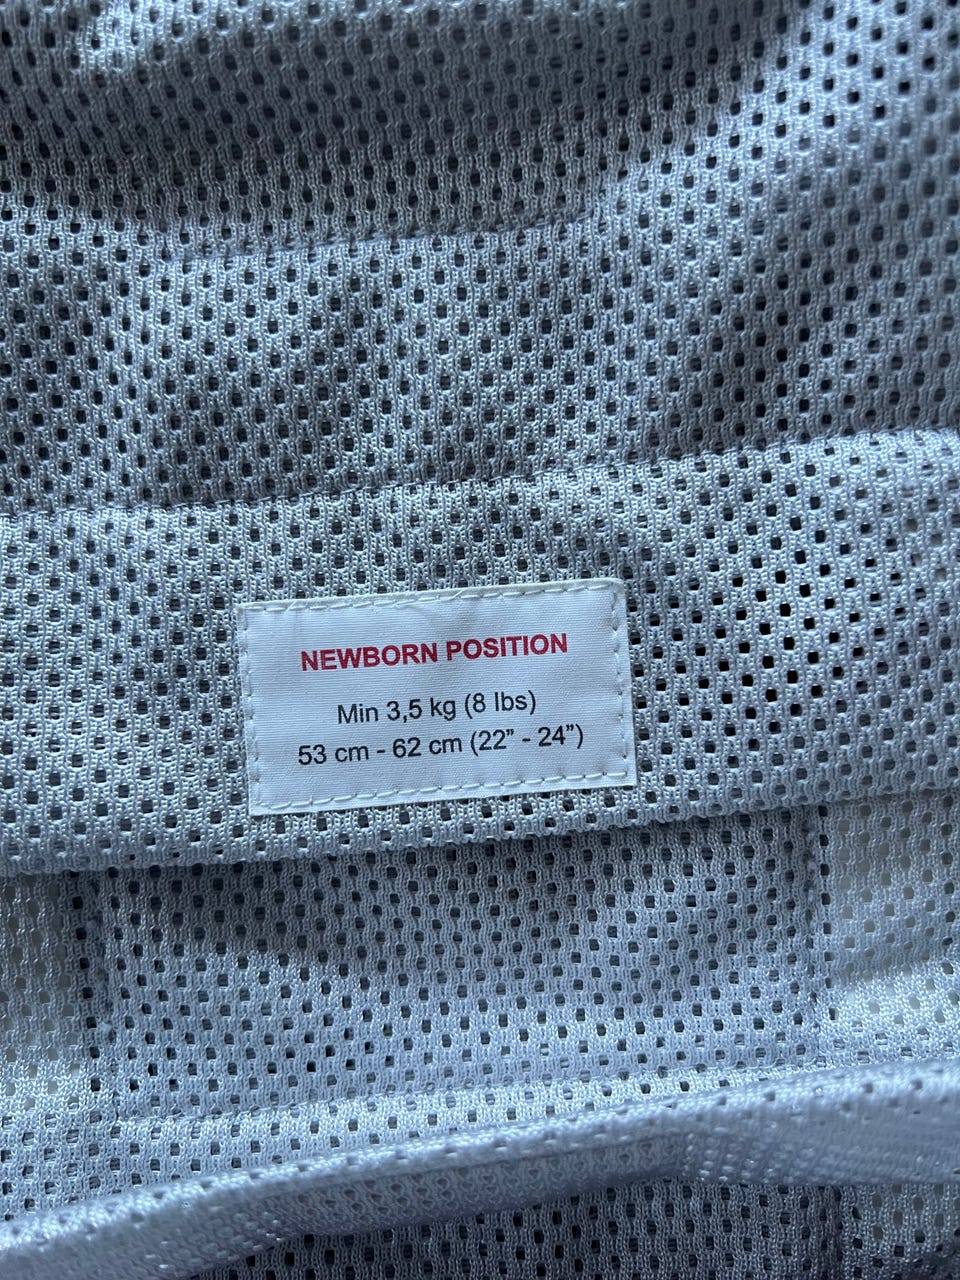 NEWBORN POSITION
Min 3,5 kg (8 lbs)
53 cm - 62 cm (22” - 24”)